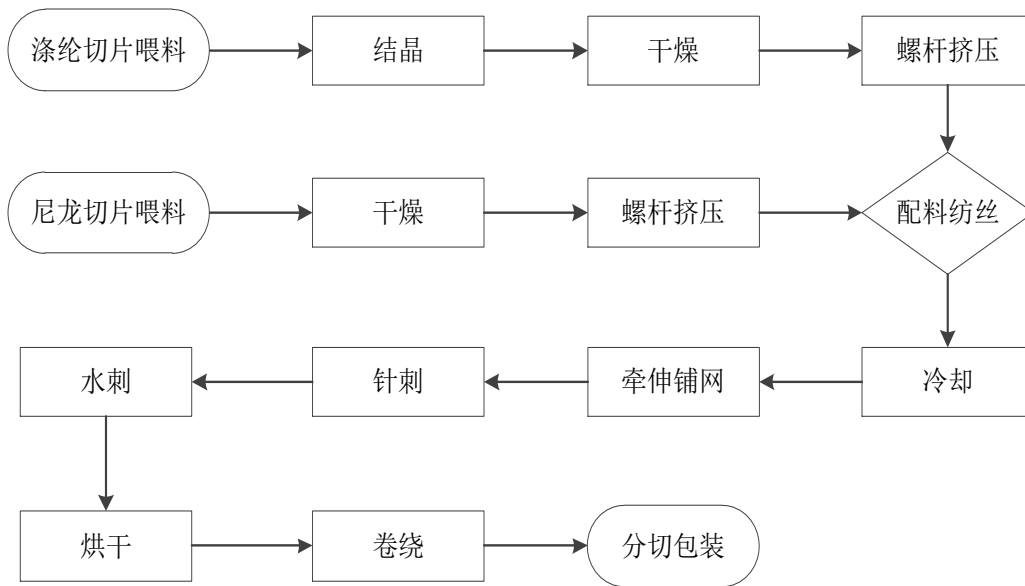 涤纶切片喂料
结晶
干燥
螺杆挤压
尼龙切片喂料
干燥
螺杆挤压
配料纺丝
水刺
针刺
牵伸铺网
冷却
烘干
卷绕
分切包装